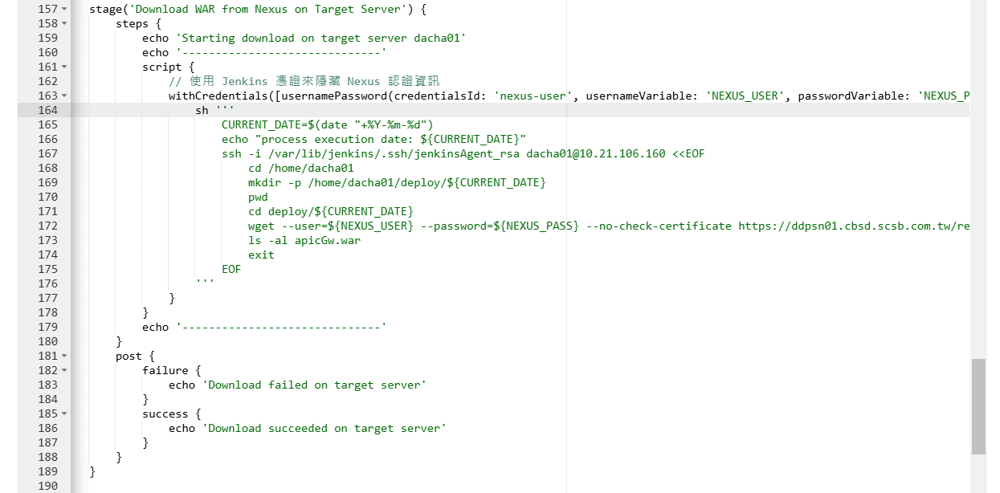 157 stage('Download WAR from Nexus on Target Server') {
158     steps {
159         echo 'Starting download on target server dacha01'
160         echo '------------------------------'
161         script {
162             // 使用 Jenkins 憑證來隱藏 Nexus 認證資訊
163             withCredentials([usernamePassword(credentialsId: 'nexus-user', usernameVariable: 'NEXUS_USER', passwordVariable: 'NEXUS_P
164                 sh '''
165                     CURRENT_DATE=$(date "+%Y-%m-%d")
166                     echo "process execution date: ${CURRENT_DATE}"
167                     ssh -i /var/lib/jenkins/.ssh/jenkinsAgent_rsa dacha01@10.21.106.160 <<EOF
168                         cd /home/dacha01
169                         mkdir -p /home/dacha01/deploy/${CURRENT_DATE}
170                         pwd
171                         cd deploy/${CURRENT_DATE}
172                         wget --user=${NEXUS_USER} --password=${NEXUS_PASS} --no-check-certificate https://ddpsn01.cbsd.scsb.com.tw/re
173                         ls -al apicGw.war
174                         exit
175                     EOF
176                 '''
177             }
178         }
179         echo '------------------------------'
180     }
181     post {
182         failure {
183             echo 'Download failed on target server'
184         }
185         success {
186             echo 'Download succeeded on target server'
187         }
188     }
189 }
190